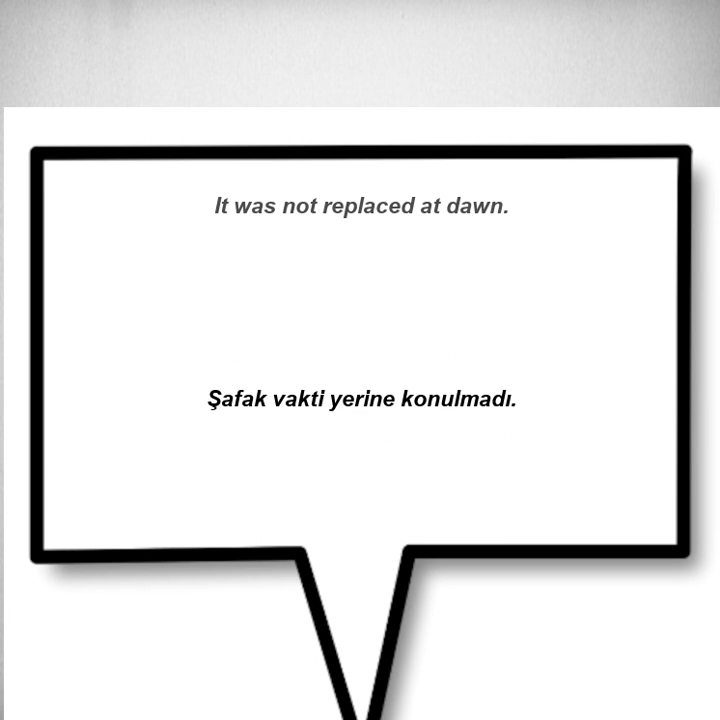 It was not replaced at dawn.
Şafak vakti yerine konulmadı.